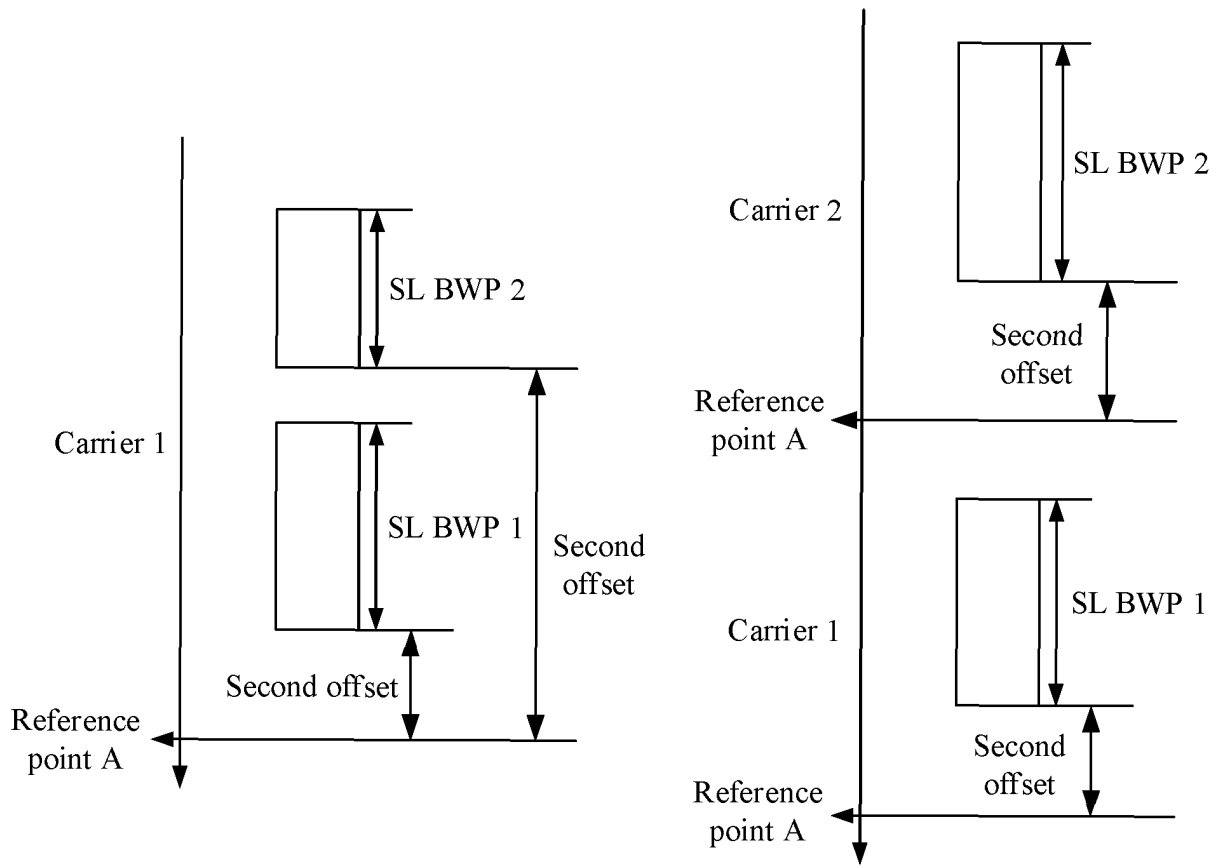 SL BWP 2
Carrier 1
SL BWP 1
Second
offset
Second offset
Reference
point A
SL BWP 2
Carrier 2
Second
offset
Reference
point A
SL BWP 1
Carrier 1
Second
offset
Reference
point A